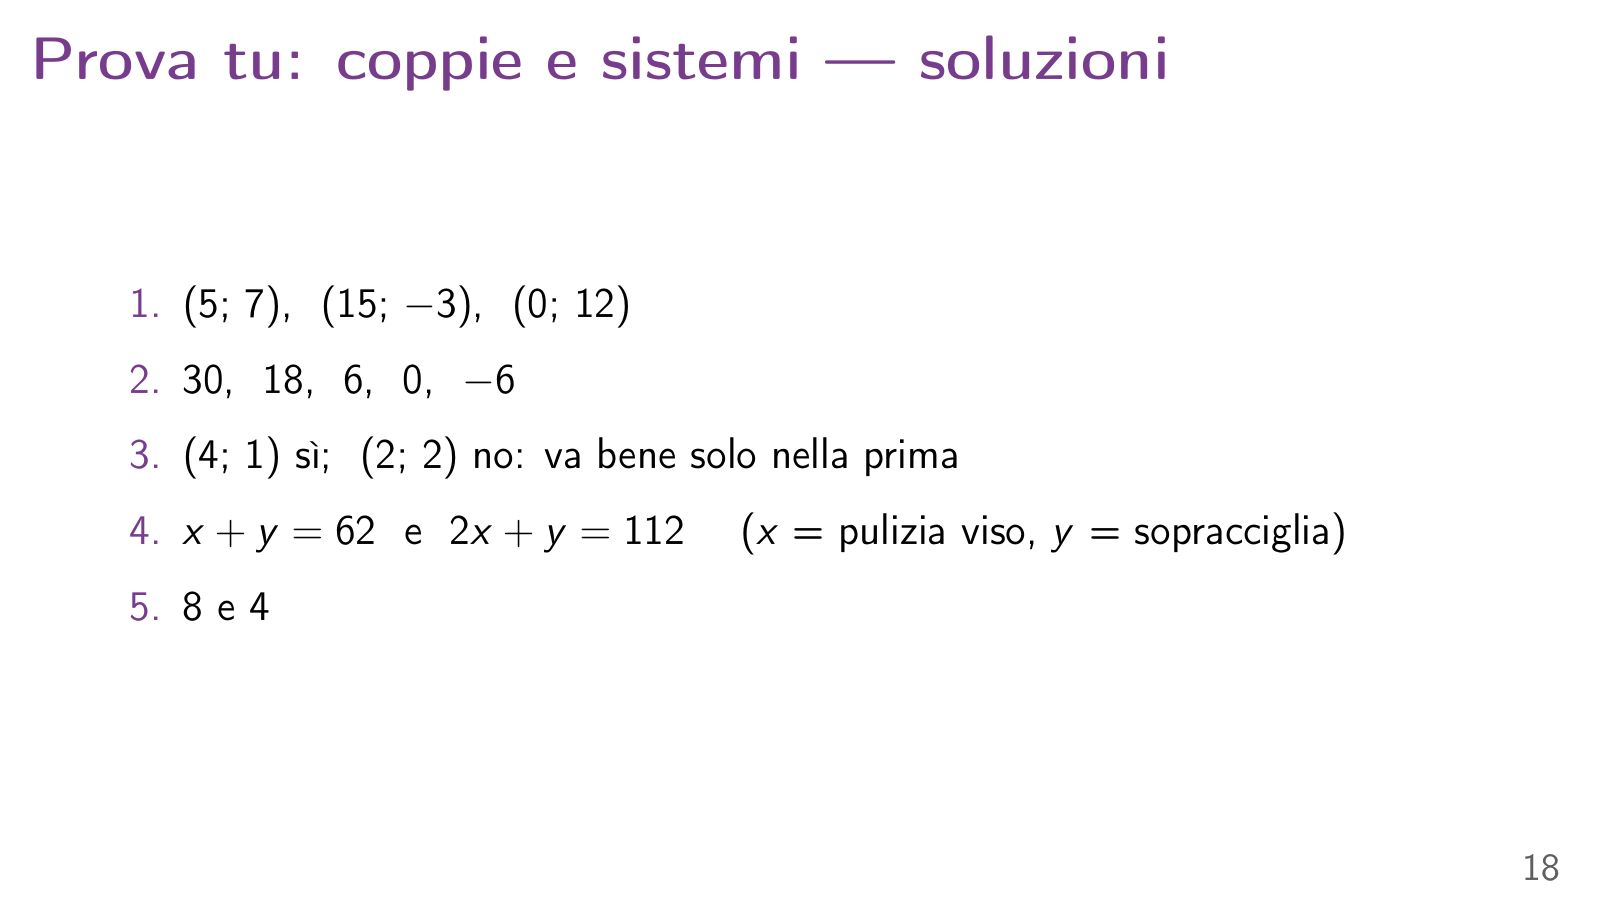 Prova tu: coppie e sistemi — soluzioni
1. (5; 7), (15; −3), (0; 12)
2. 30, 18, 6, 0, −6
3. (4; 1) sì; (2; 2) no: va bene solo nella prima
4. x + y = 62 e 2x + y = 112 (x = pulizia viso, y = sopracciglia)
5. 8 e 4
18